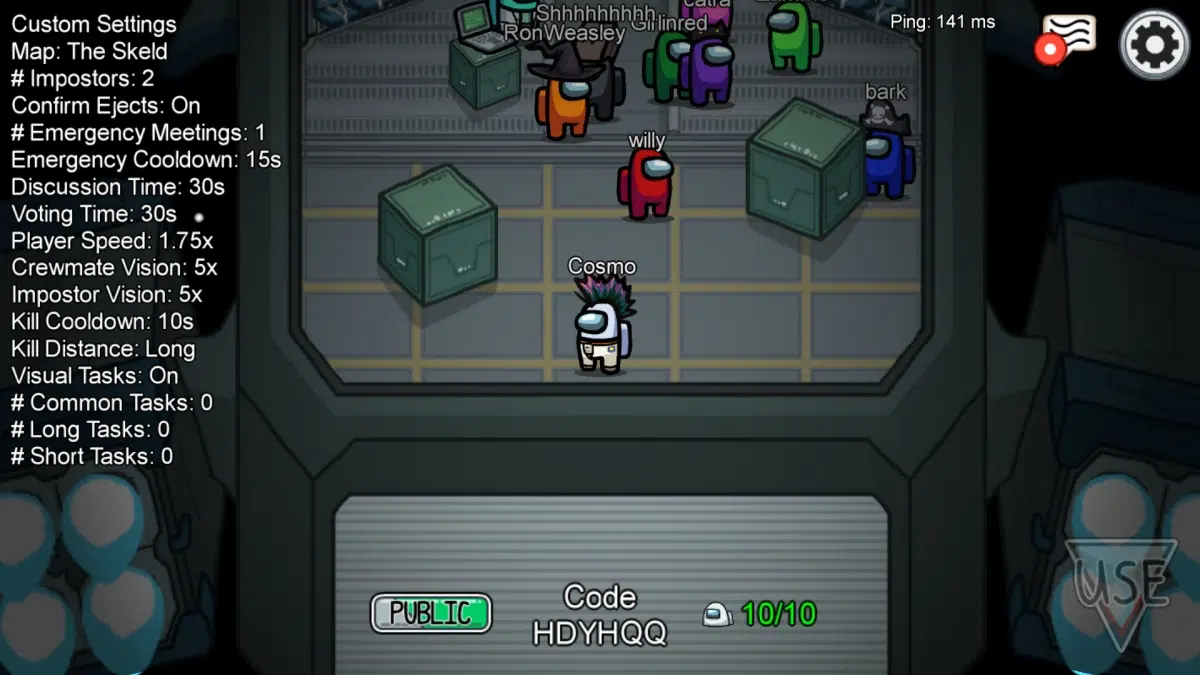 Custom Settings
Map: The Skeld
# Impostors: 2
Confirm Ejects: On
# Emergency Meetings: 1
Emergency Cooldown: 15s
Discussion Time: 30s
Voting Time: 30s
Player Speed: 1.75x
Crewmate Vision: 5x
Impostor Vision: 5x
Kill Cooldown: 10s
Kill Distance: Long
Visual Tasks: On
# Common Tasks: 0
# Long Tasks: 0
# Short Tasks: 0
catra
Shhhhhhhhh
RonWeasley
Ping: 141 ms
bark
willy
Cosmo
USE
PUBLIC
Code
HDYHQQ
10/10